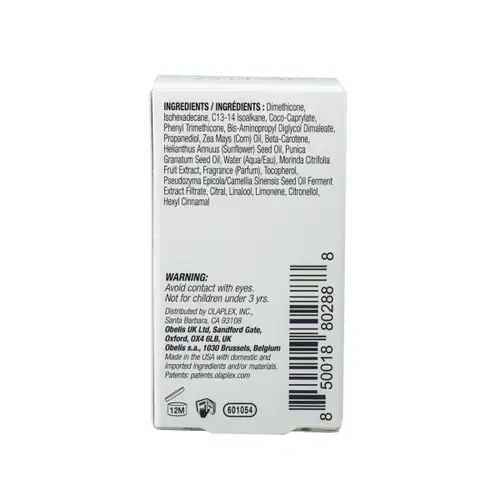 INGREDIENTS / INGRÉDIENTS : Dimethicone,
Isohexadecane, C13-14 Isoalkane, Coco-Caprylate,
Phenyl Trimethicone, Bis-Aminopropyl Diglycol Dimaleate,
Propanediol, Zea Mays (Corn) Oil, Beta-Carotene,
Helianthus Annuus (Sunflower) Seed Oil, Punica
Granatum Seed Oil, Water (Aqua/Eau), Morinda Citrifolia
Fruit Extract, Fragrance (Parfum), Tocopherol,
Pseudozyma Epicola/Camellia Sinensis Seed Oil Ferment
Extract Filtrate, Citral, Linalool, Limonene, Citronellol,
Hexyl Cinnamal
WARNING:
Avoid contact with eyes.
Not for children under 3 yrs.
Distributed by OLAPLEX, INC.,
Santa Barbara, CA 93108
Obelis UK Ltd, Sandford Gate,
Oxford, OX4 6LB, UK
Obelis s.a., 1030 Brussels, Belgium
Made in the USA with domestic and
imported ingredients and/or materials.
Patents: patents.olaplex.com
12M
601054
8 50018 80288 8